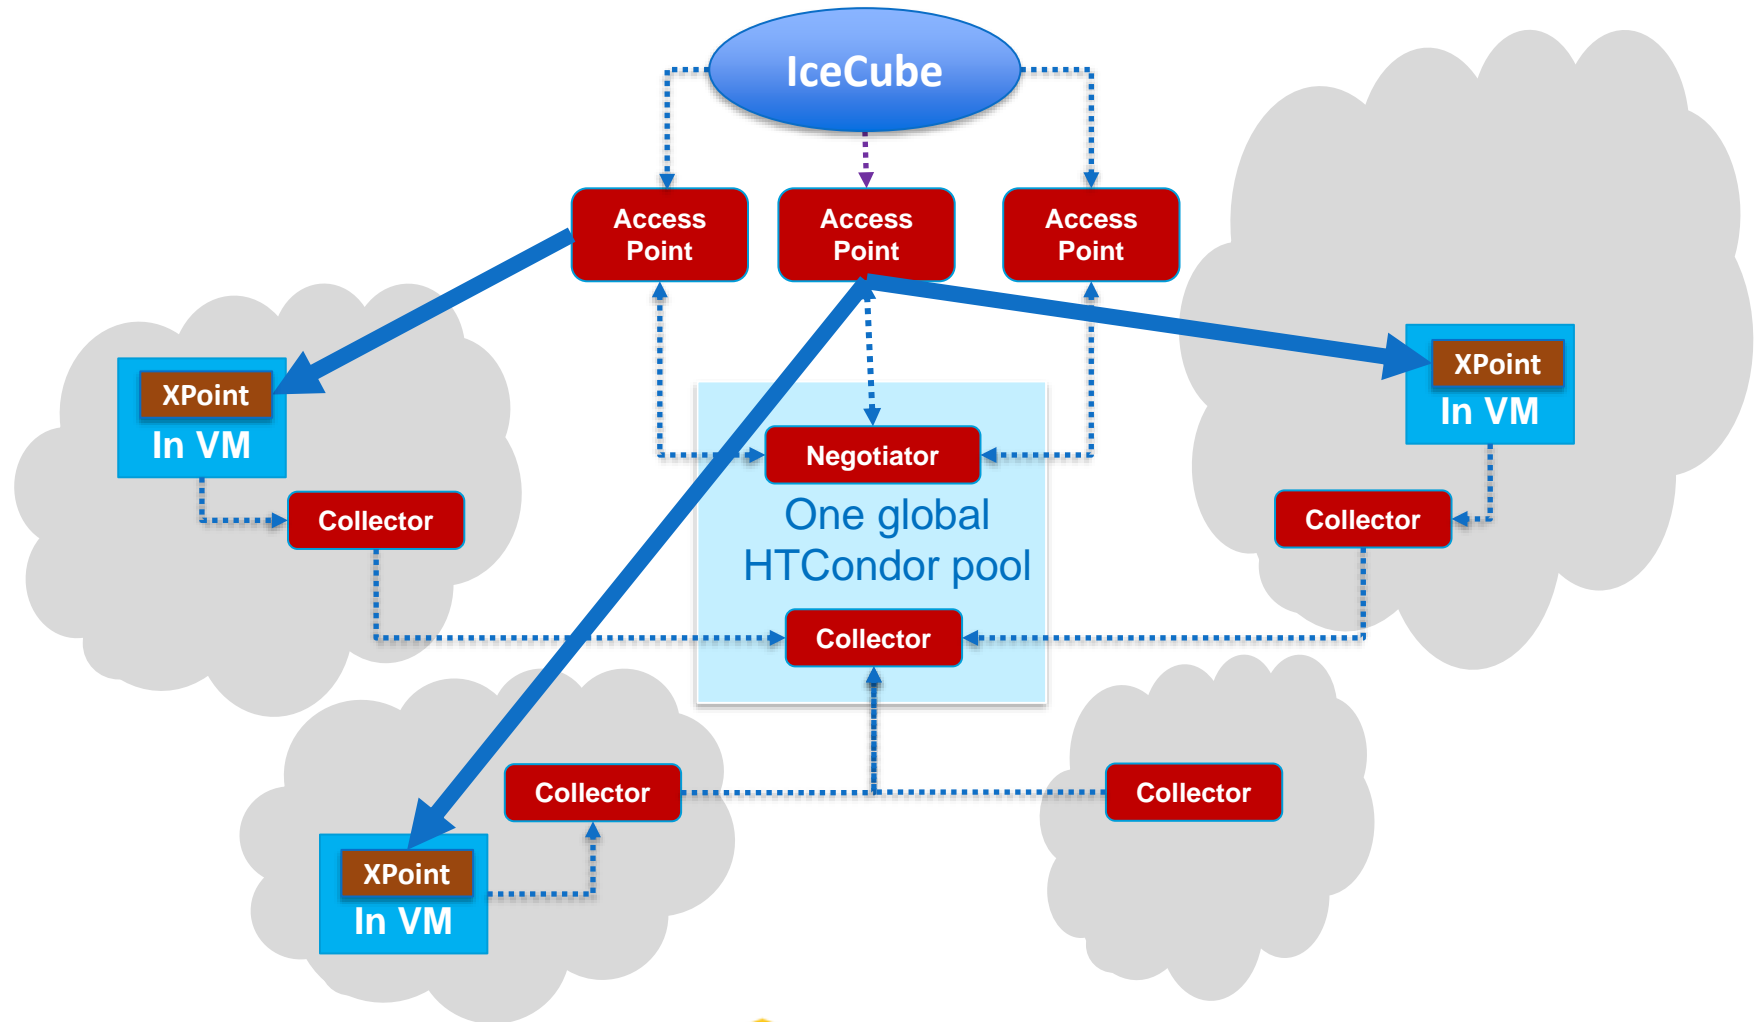 IceCube
Access
Point
Access
Point
Access
Point
XPoint
In VM
XPoint
In VM
Negotiator
One global
HTCondor pool
Collector
Collector
Collector
Collector
Collector
XPoint
In VM